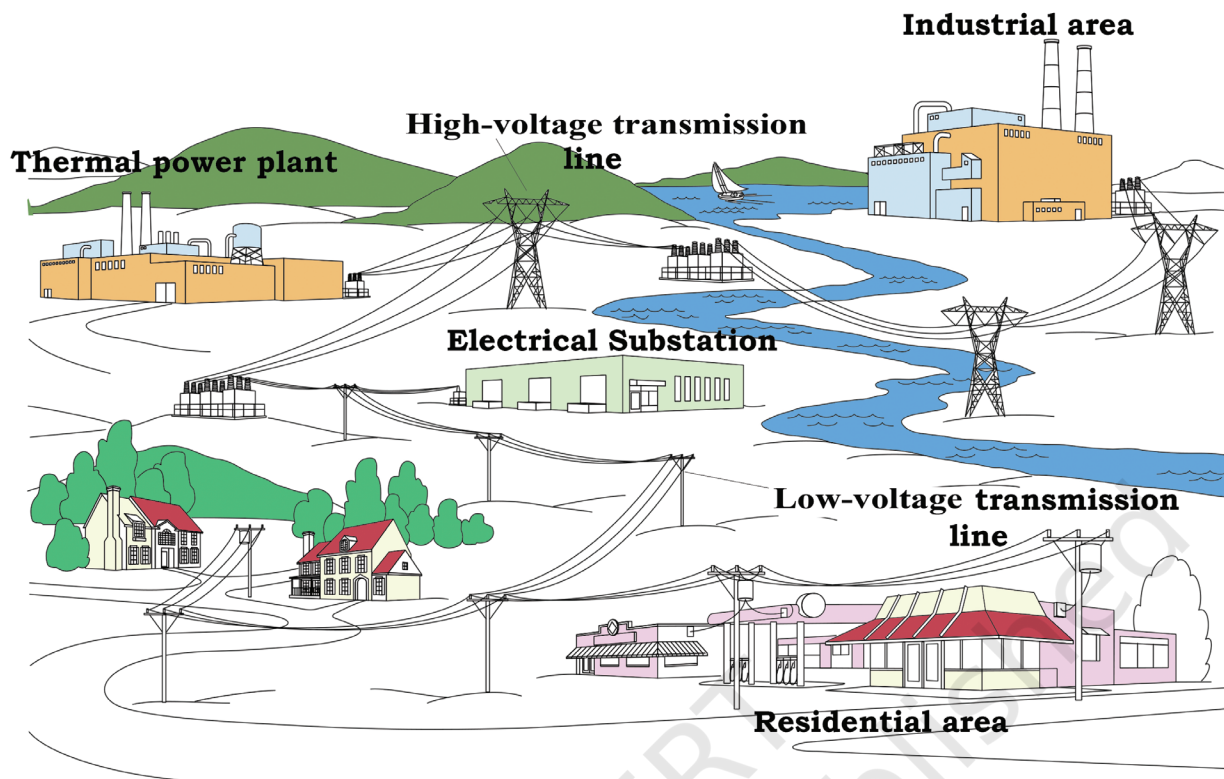 Industrial area
High-voltage transmission
line
Thermal power plant
Electrical Substation
Low-voltage transmission
line
Residential area